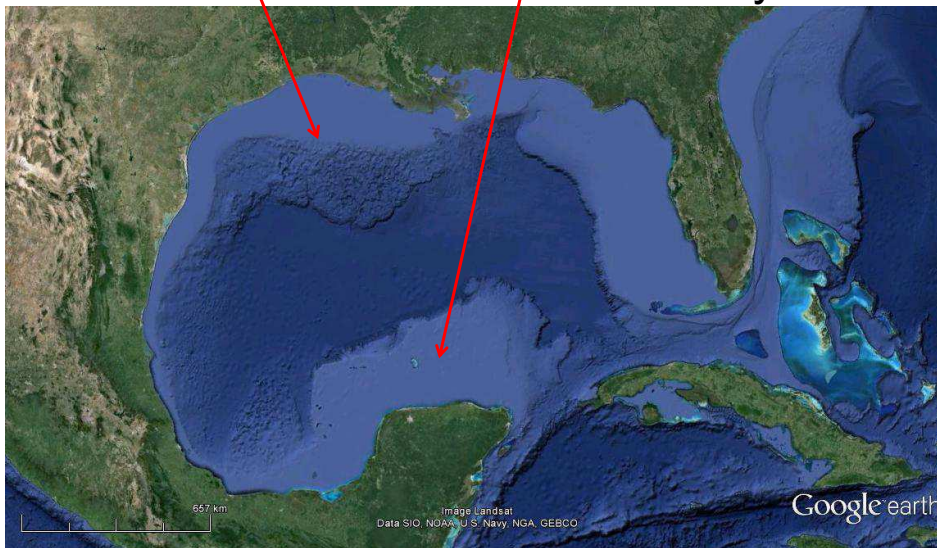 657 km
Image Landsat
Data SIO, NOAA, U.S. Navy, NGA, GEBCO
Google earth